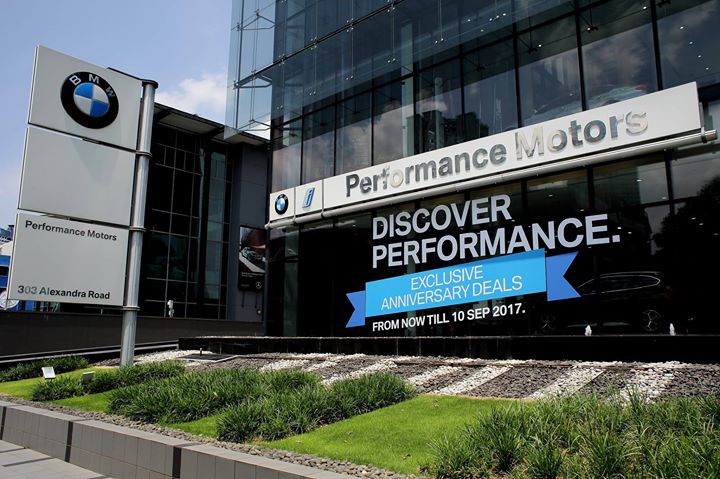 BMW
Performance Motors
303 Alexandra Road
i
Performance Motors
DISCOVER
PERFORMANCE.
EXCLUSIVE
ANNIVERSARY DEALS
FROM NOW TILL 10 SEP 2017.